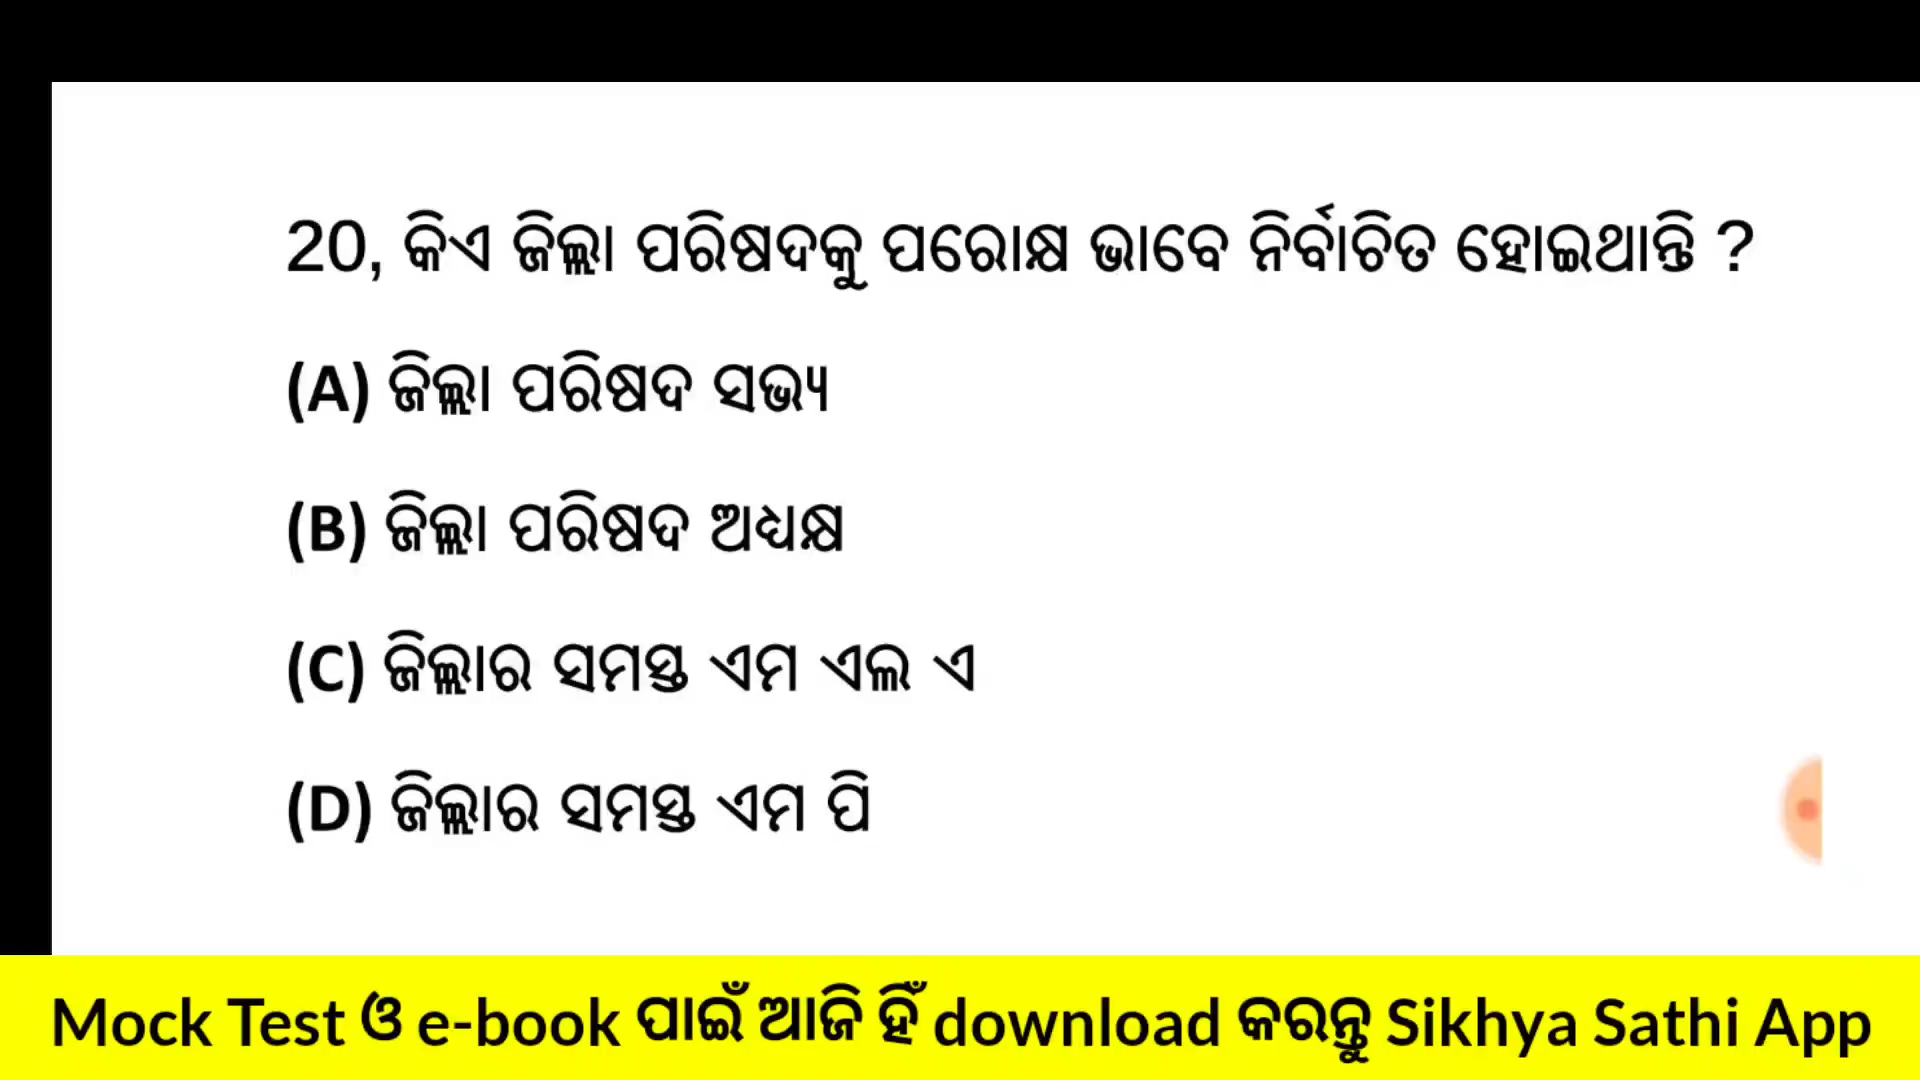 20, କିଏ ଜିଲ୍ଲା ପରିଷଦକୁ ପରୋକ୍ଷ ଭାବେ ନିର୍ବାଚିତ ହୋଇଥାନ୍ତି ?
(A) ଜିଲ୍ଲା ପରିଷଦ ସଭ୍ୟ
(B) ଜିଲ୍ଲା ପରିଷଦ ଅଧ୍ୟକ୍ଷ
(C) ଜିଲ୍ଲାର ସମସ୍ତ ଏମ ଏଲ ଏ
(D) ଜିଲ୍ଲାର ସମସ୍ତ ଏମ ପି
Mock Test ଓ e-book ପାଇଁ ଆଜି ହିଁ download କରନ୍ତୁ Sikhya Sathi App